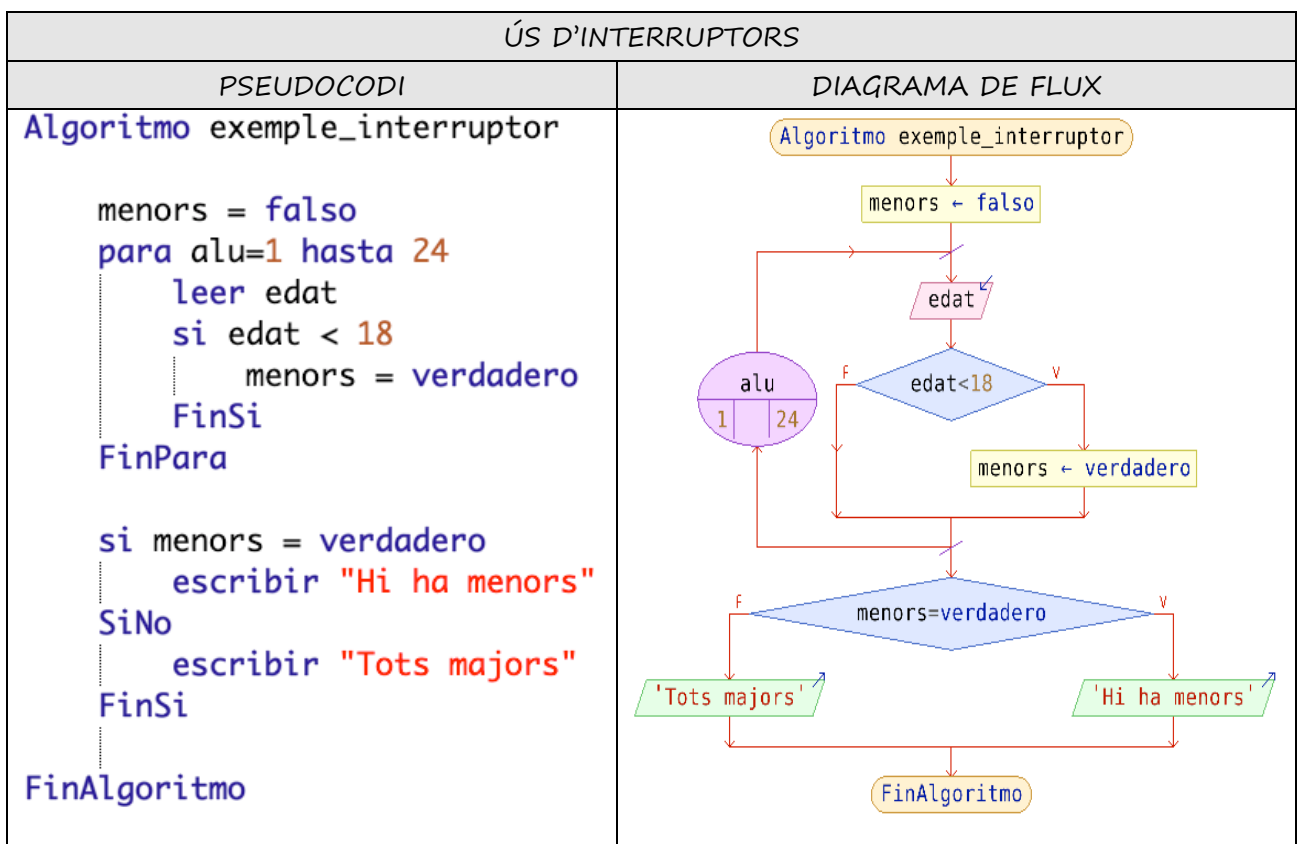 ÚS D'INTERRUPTORS
PSEUDOCODI
Algoritmo exemple_interruptor
menors = falso
para alu=1 hasta 24
leer edat
si edat < 18
menors = verdadero
FinSi
FinPara
si menors = verdadero
escribir "Hi ha menors"
SiNo
escribir "Tots majors"
FinSi
FinAlgoritmo
DIAGRAMA DE FLUX
Algoritmo exemple_interruptor
menors ← falso
edat
alu
1 24
F
edat<18
V
menors ← verdadero
F
menors=verdadero
V
'Tots majors'
'Hi ha menors'
FinAlgoritmo